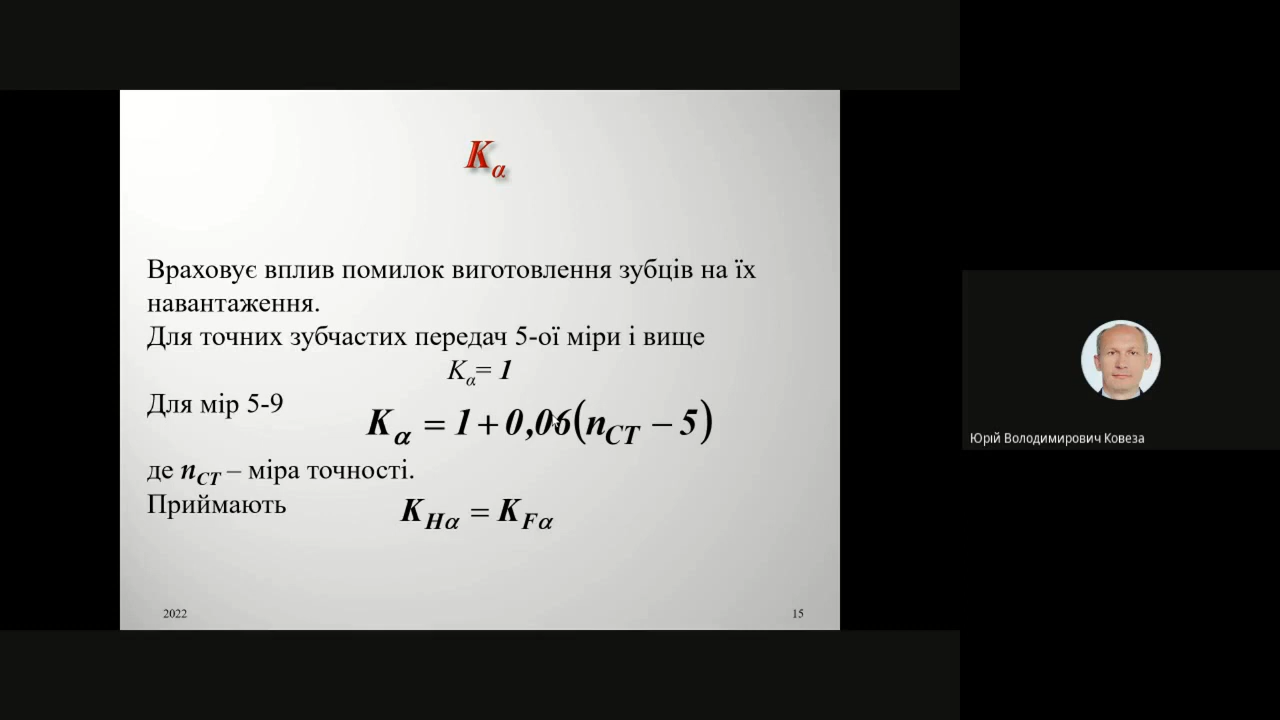 Kα
Враховує вплив помилок виготовлення зубців на їх
навантаження.
Для точних зубчастих передач 5-ої міри і вище
Kα= 1
Для мір 5-9
Kα = 1+0,06(nСТ − 5)
де nСТ – міра точності.
Приймають
KHα = KFα
2022
15
Юрій Володимирович Ковеза